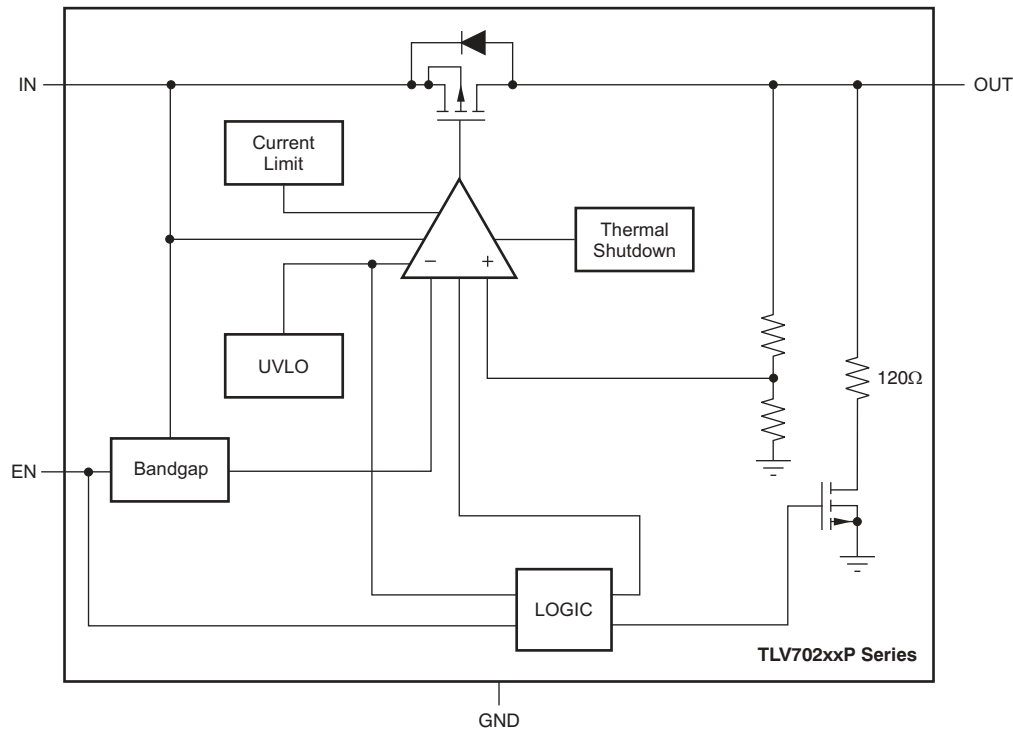 IN
OUT
Current
Limit
Thermal
Shutdown
−
+
UVLO
120Ω
EN
Bandgap
LOGIC
TLV702xxP Series
GND